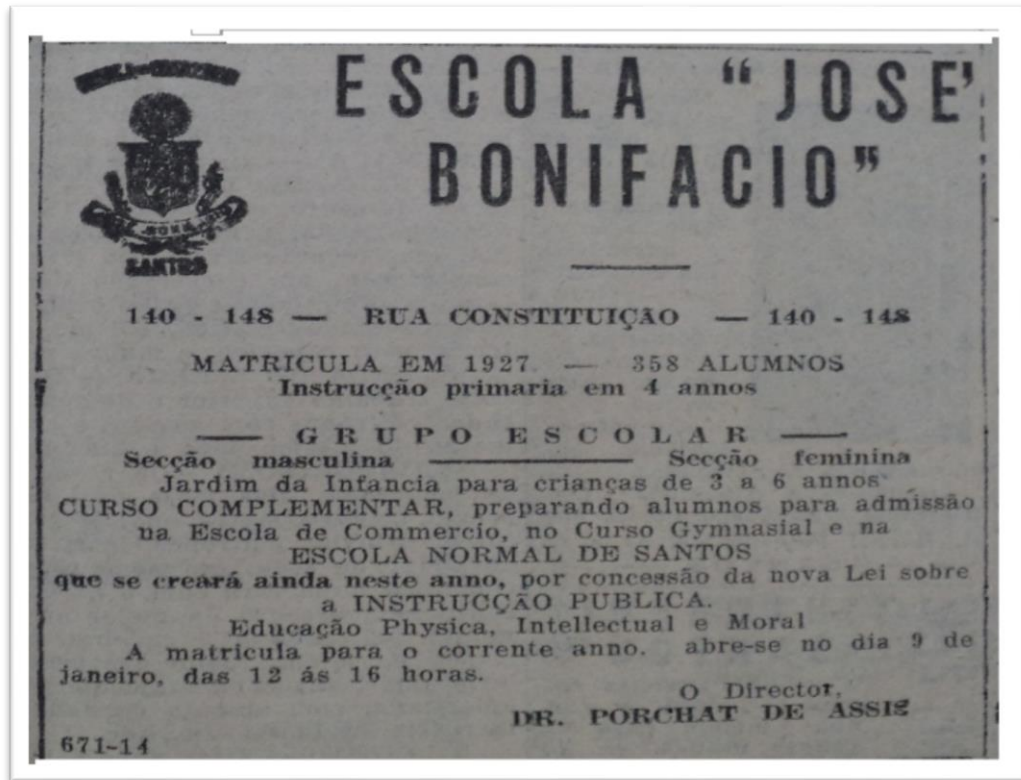 ESCOLA "JOSE'
BONIFACIO"
SANTOS
140 - 148 — RUA CONSTITUIÇÃO — 140 - 148
MATRICULA EM 1927 — 358 ALUMNOS
Instrucção primaria em 4 annos
— GRUPO ESCOLAR —
Secção masculina — Secção feminina
Jardim da Infancia para crianças de 3 a 6 annos
CURSO COMPLEMENTAR, preparando alumnos para admissão
na Escola de Commercio, no Curso Gymnasial e na
ESCOLA NORMAL DE SANTOS
que se creará ainda neste anno, por concessão da nova Lei sobre
a INSTRUCÇÃO PUBLICA.
Educação Physica, Intellectual e Moral
A matricula para o corrente anno. abre-se no dia 9 de
janeiro, das 12 ás 16 horas.
O Director,
DR. PORCHAT DE ASSIS
671-14